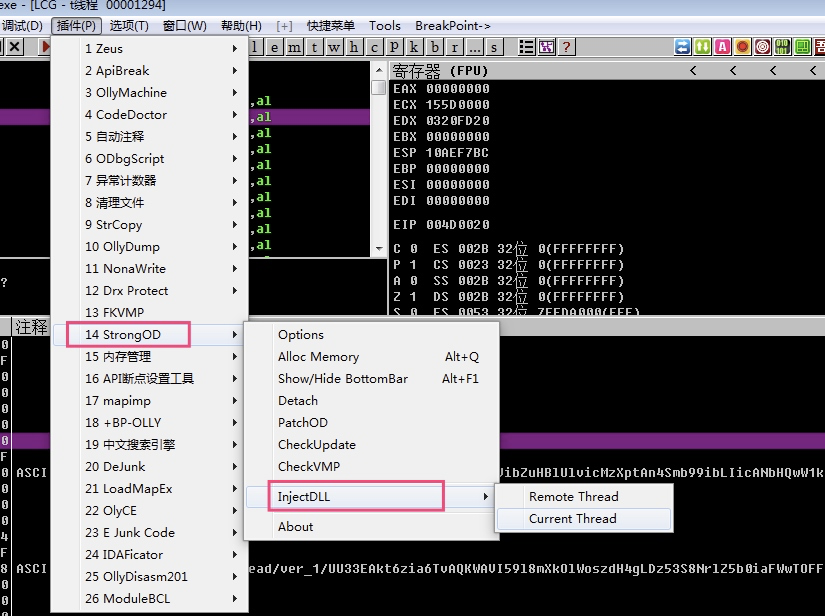 exe - [LCG - t线程 00001294]
调试(D) 插件(P) 选项(T) 窗口(W) 帮助(H) [+] 快捷菜单 Tools BreakPoint->
l e m t w h c P k b r ... s ?
1 Zeus
2 ApiBreak
3 OllyMachine
4 CodeDoctor
5 自动注释
6 ODbgScript
7 异常计数器
8 清理文件
9 StrCopy
10 OllyDump
11 NonaWrite
12 Drx Protect
13 FKVMP
14 StrongOD
15 内存管理
16 API断点设置工具
17 mapimp
18 +BP-OLLY
19 中文搜索引擎
20 DeJunk
21 LoadMapEx
22 OlyCE
23 E Junk Code
24 IDAFicator
25 OllyDisasm201
26 ModuleBCL
,al
,al
,al
,al
,al
,al
,al
,al
,al
,al
寄存器 (FPU) < < < <
EAX 00000000
ECX 155D0000
EDX 0320FD20
EBX 00000000
ESP 10AEF7BC
EBP 00000000
ESI 00000000
EDI 00000000
EIP 004D0020
C 0 ES 002B 32位 0(FFFFFFFF)
P 1 CS 0023 32位 0(FFFFFFFF)
A 0 SS 002B 32位 0(FFFFFFFF)
Z 1 DS 002B 32位 0(FFFFFFFF)
S 0 FS 0053 32位 7EFDA000(FFF)
?
注释
Options
Alloc Memory Alt+Q
Show/Hide BottomBar Alt+F1
Detach
PatchOD
CheckUpdate
CheckVMP
InjectDLL
About
Remote Thread
Current Thread
ASCI
ASCI ead/ver_1/UU33EAkt6zia6TvAQKWAVI59l8mXkOlWoszdH4gLDz53S8NrlZ5b0iaFWwTOFF